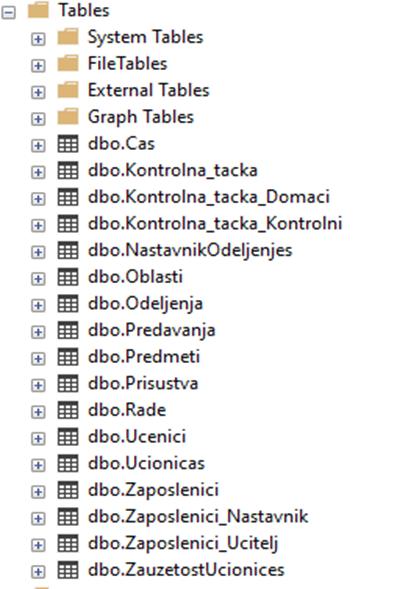 Tables
System Tables
FileTables
External Tables
Graph Tables
dbo.Cas
dbo.Kontrolna_tacka
dbo.Kontrolna_tacka_Domaci
dbo.Kontrolna_tacka_Kontrolni
dbo.NastavnikOdeljenjes
dbo.Oblasti
dbo.Odeljenja
dbo.Predavanja
dbo.Predmeti
dbo.Prisustva
dbo.Rade
dbo.Ucenici
dbo.Ucionicas
dbo.Zaposlenici
dbo.Zaposlenici_Nastavnik
dbo.Zaposlenici_Ucitelj
dbo.ZauzetostUcionices